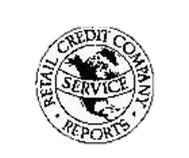 RETAIL CREDIT COMPANY
SERVICE
· REPORTS ·